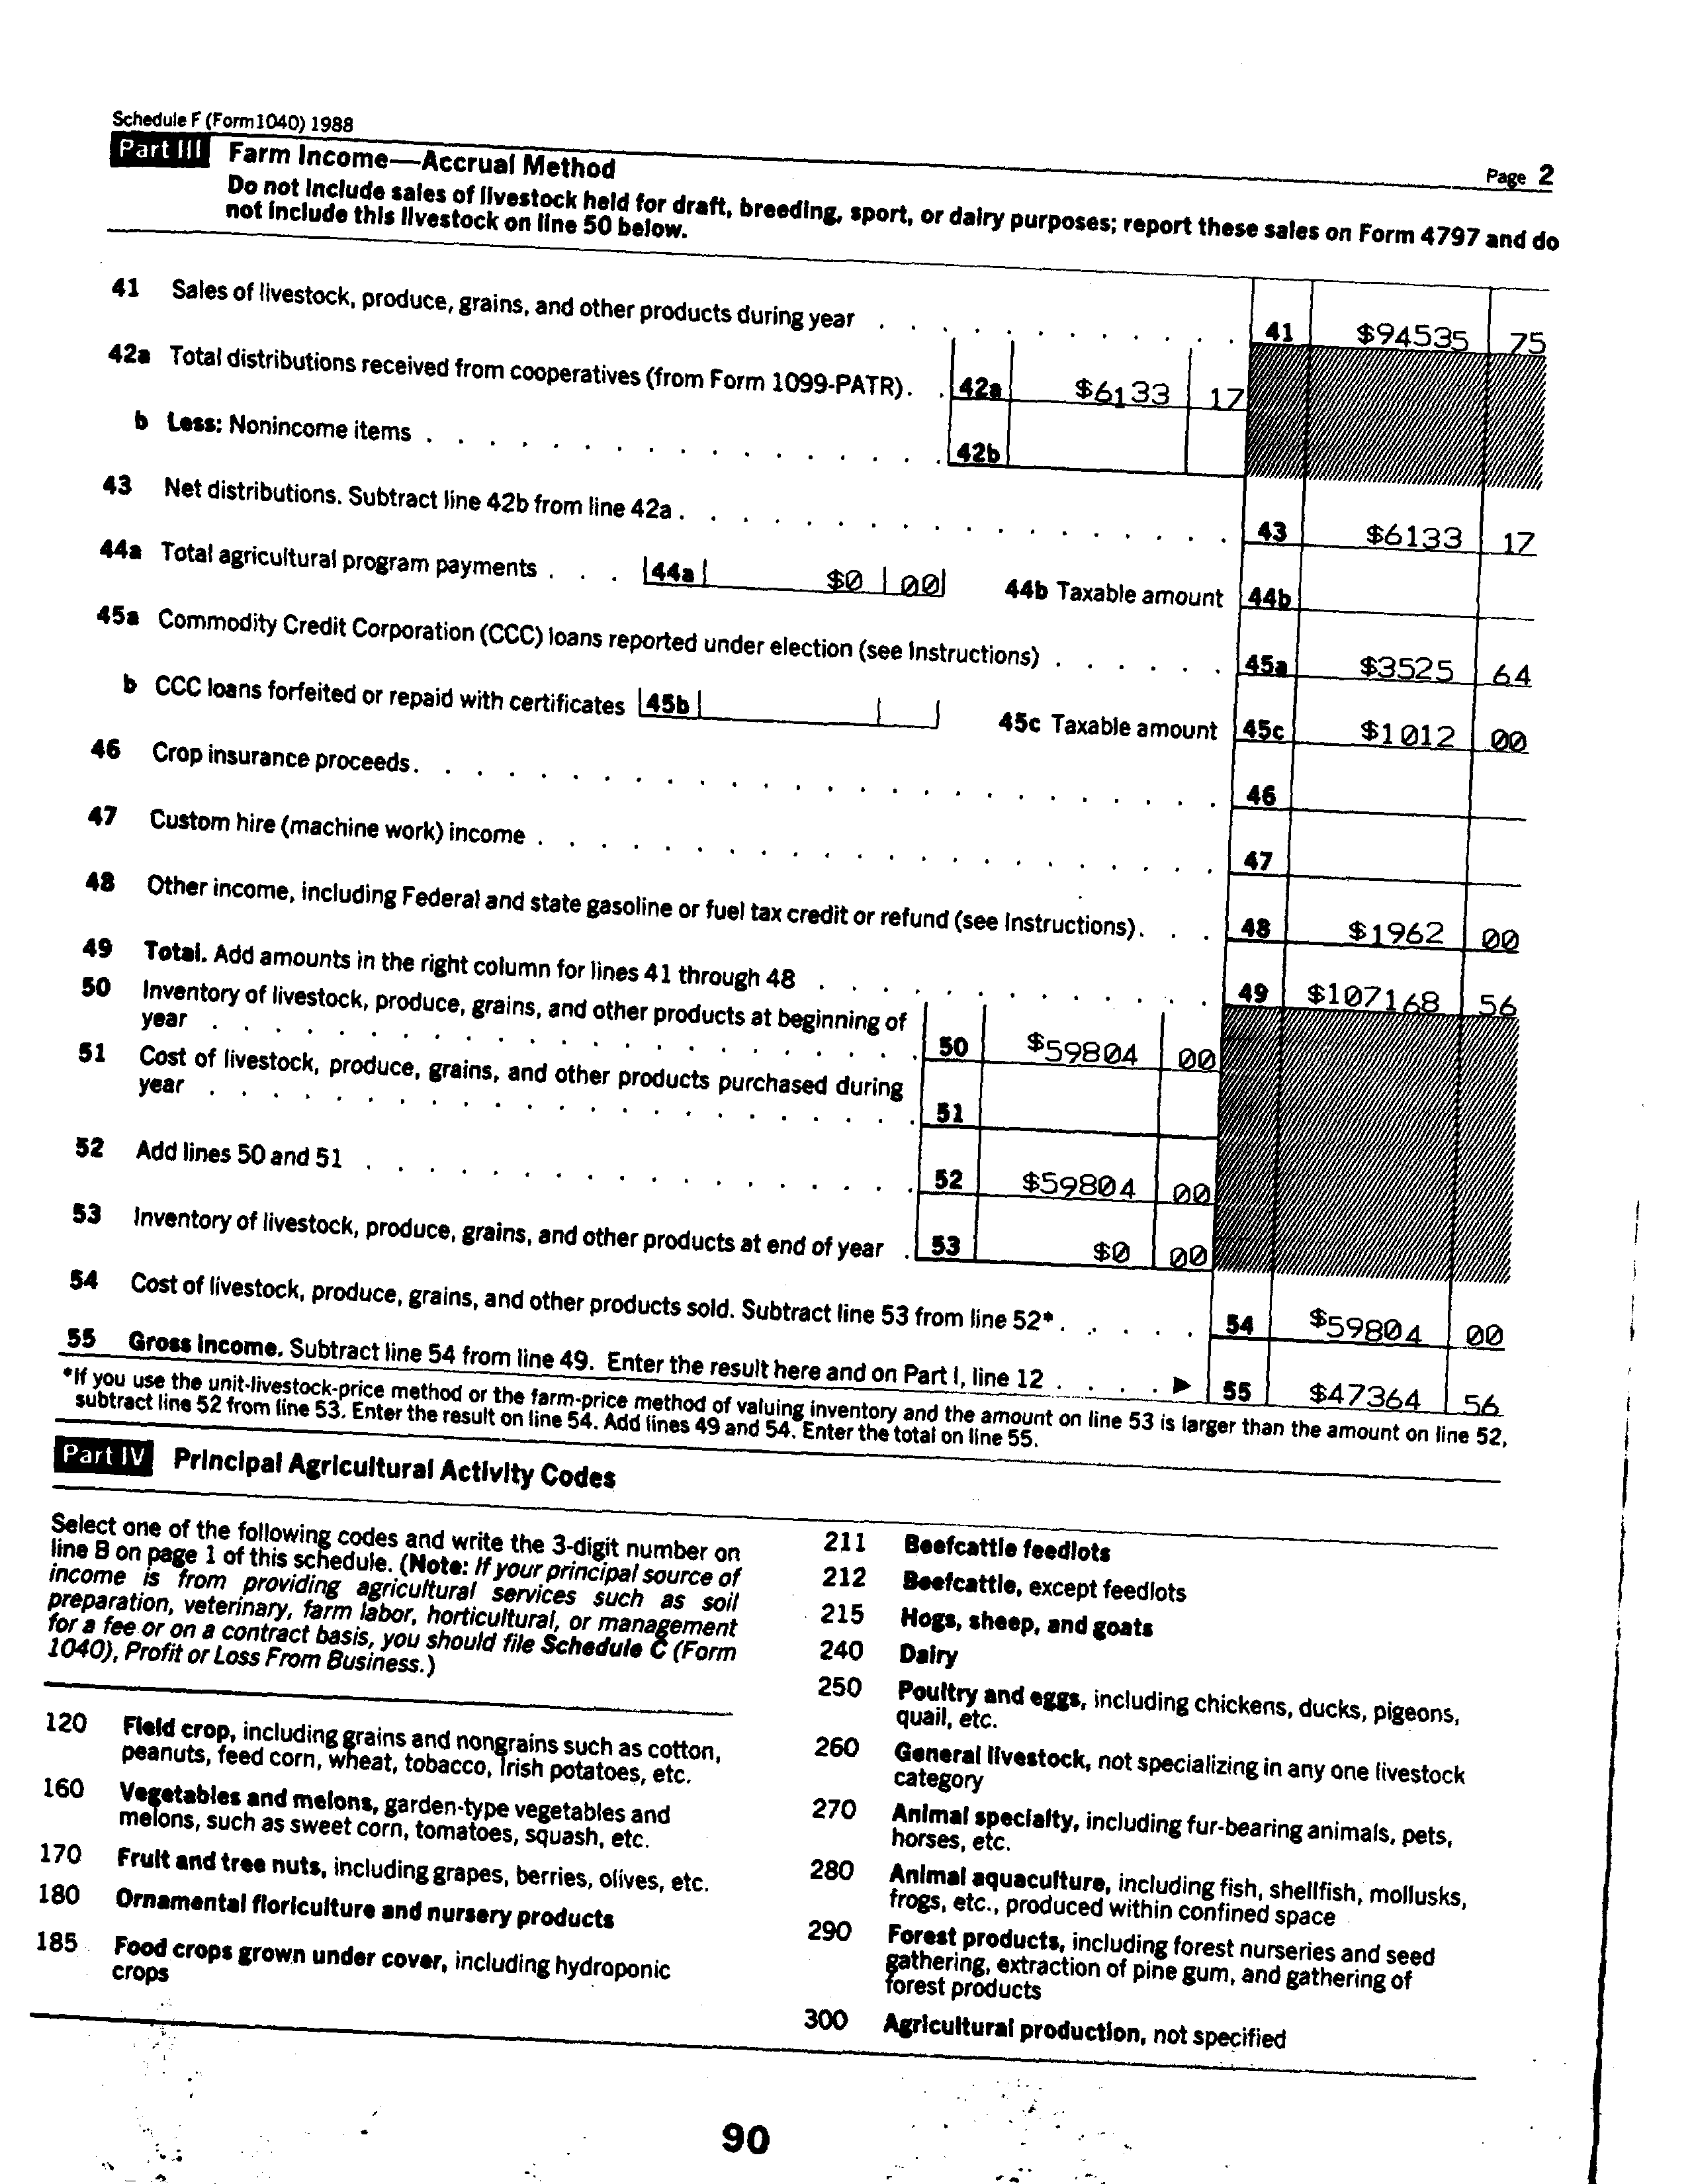 Schedule F (Form 1040) 1988
Page 2
Part III Farm Income—Accrual Method
Do not include sales of livestock held for draft, breeding, sport, or dairy purposes; report these sales on Form 4797 and do
not include this livestock on line 50 below.
41 Sales of livestock, produce, grains, and other products during year . . . . . . . . . . . . 41 $94535 75
42a Total distributions received from cooperatives (from Form 1099-PATR). . 42a $6133 17
b Less: Nonincome items . . . . . . . . . . . . . . . . . 42b
43 Net distributions. Subtract line 42b from line 42a . . . . . . . . . . . . . . . . . . 43 $6133 17
44a Total agricultural program payments . . . 44a $0 00 44b Taxable amount 44b
45a Commodity Credit Corporation (CCC) loans reported under election (see Instructions) . . . . . . 45a $3525 64
b CCC loans forfeited or repaid with certificates 45b 45c Taxable amount 45c $1012 00
46 Crop insurance proceeds. . . . . . . . . . . . . . . . . . . . . . . . . . 46
47 Custom hire (machine work) income . . . . . . . . . . . . . . . . . . . . . . 47
48 Other income, including Federal and state gasoline or fuel tax credit or refund (see Instructions). . . 48 $1962 00
49 Total. Add amounts in the right column for lines 41 through 48 . . . . . . . . . . . . . 49 $107168 56
50 Inventory of livestock, produce, grains, and other products at beginning of
year . . . . . . . . . . . . . . . . . . . . . . . 50 $59804 00
51 Cost of livestock, produce, grains, and other products purchased during
year . . . . . . . . . . . . . . . . . . . . . . . 51
52 Add lines 50 and 51 . . . . . . . . . . . . . . . . . . 52 $59804 00
53 Inventory of livestock, produce, grains, and other products at end of year . 53 $0 00
54 Cost of livestock, produce, grains, and other products sold. Subtract line 53 from line 52* . . . . . 54 $59804 00
55 Gross income. Subtract line 54 from line 49. Enter the result here and on Part I, line 12 . . . . ▶ 55 $47364 56
*If you use the unit-livestock-price method or the farm-price method of valuing inventory and the amount on line 53 is larger than the amount on line 52,
subtract line 52 from line 53. Enter the result on line 54. Add lines 49 and 54. Enter the total on line 55.
Part IV Principal Agricultural Activity Codes
Select one of the following codes and write the 3-digit number on
line B on page 1 of this schedule. (Note: If your principal source of
income is from providing agricultural services such as soil
preparation, veterinary, farm labor, horticultural, or management
for a fee or on a contract basis, you should file Schedule C (Form
1040), Profit or Loss From Business.)
120 Field crop, including grains and nongrains such as cotton,
peanuts, feed corn, wheat, tobacco, Irish potatoes, etc.
160 Vegetables and melons, garden-type vegetables and
melons, such as sweet corn, tomatoes, squash, etc.
170 Fruit and tree nuts, including grapes, berries, olives, etc.
180 Ornamental floriculture and nursery products
185 Food crops grown under cover, including hydroponic
crops
211 Beefcattle feedlots
212 Beefcattle, except feedlots
215 Hogs, sheep, and goats
240 Dairy
250 Poultry and eggs, including chickens, ducks, pigeons,
quail, etc.
260 General livestock, not specializing in any one livestock
category
270 Animal specialty, including fur-bearing animals, pets,
horses, etc.
280 Animal aquaculture, including fish, shellfish, mollusks,
frogs, etc., produced within confined space
290 Forest products, including forest nurseries and seed
gathering, extraction of pine gum, and gathering of
forest products
300 Agricultural production, not specified
90